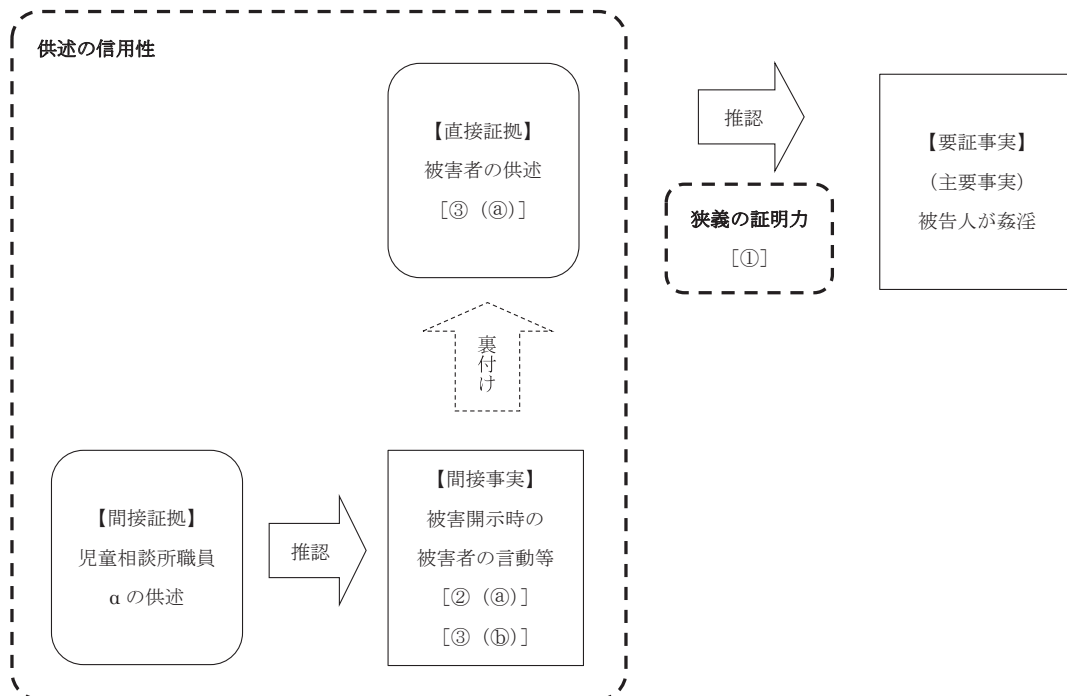 供述の信用性
【直接証拠】
被害者の供述
[③（ⓐ）]
推認
狭義の証明力
[①]
【要証事実】
（主要事実）
被告人が姦淫
裏付け
【間接証拠】
児童相談所職員
αの供述
推認
【間接事実】
被害開示時の
被害者の言動等
[②（ⓐ）]
[③（ⓑ）]